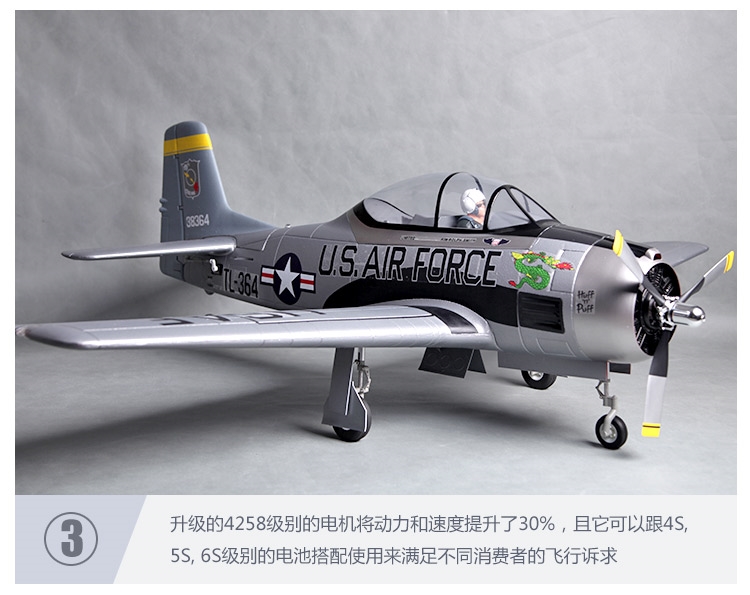 38364
U.S. AIR FORCE
TL-364
Huff
Puff
3
升级的4258级别的电机将动力和速度提升了30%，且它可以跟4S,
5S, 6S级别的电池搭配使用来满足不同消费者的飞行诉求